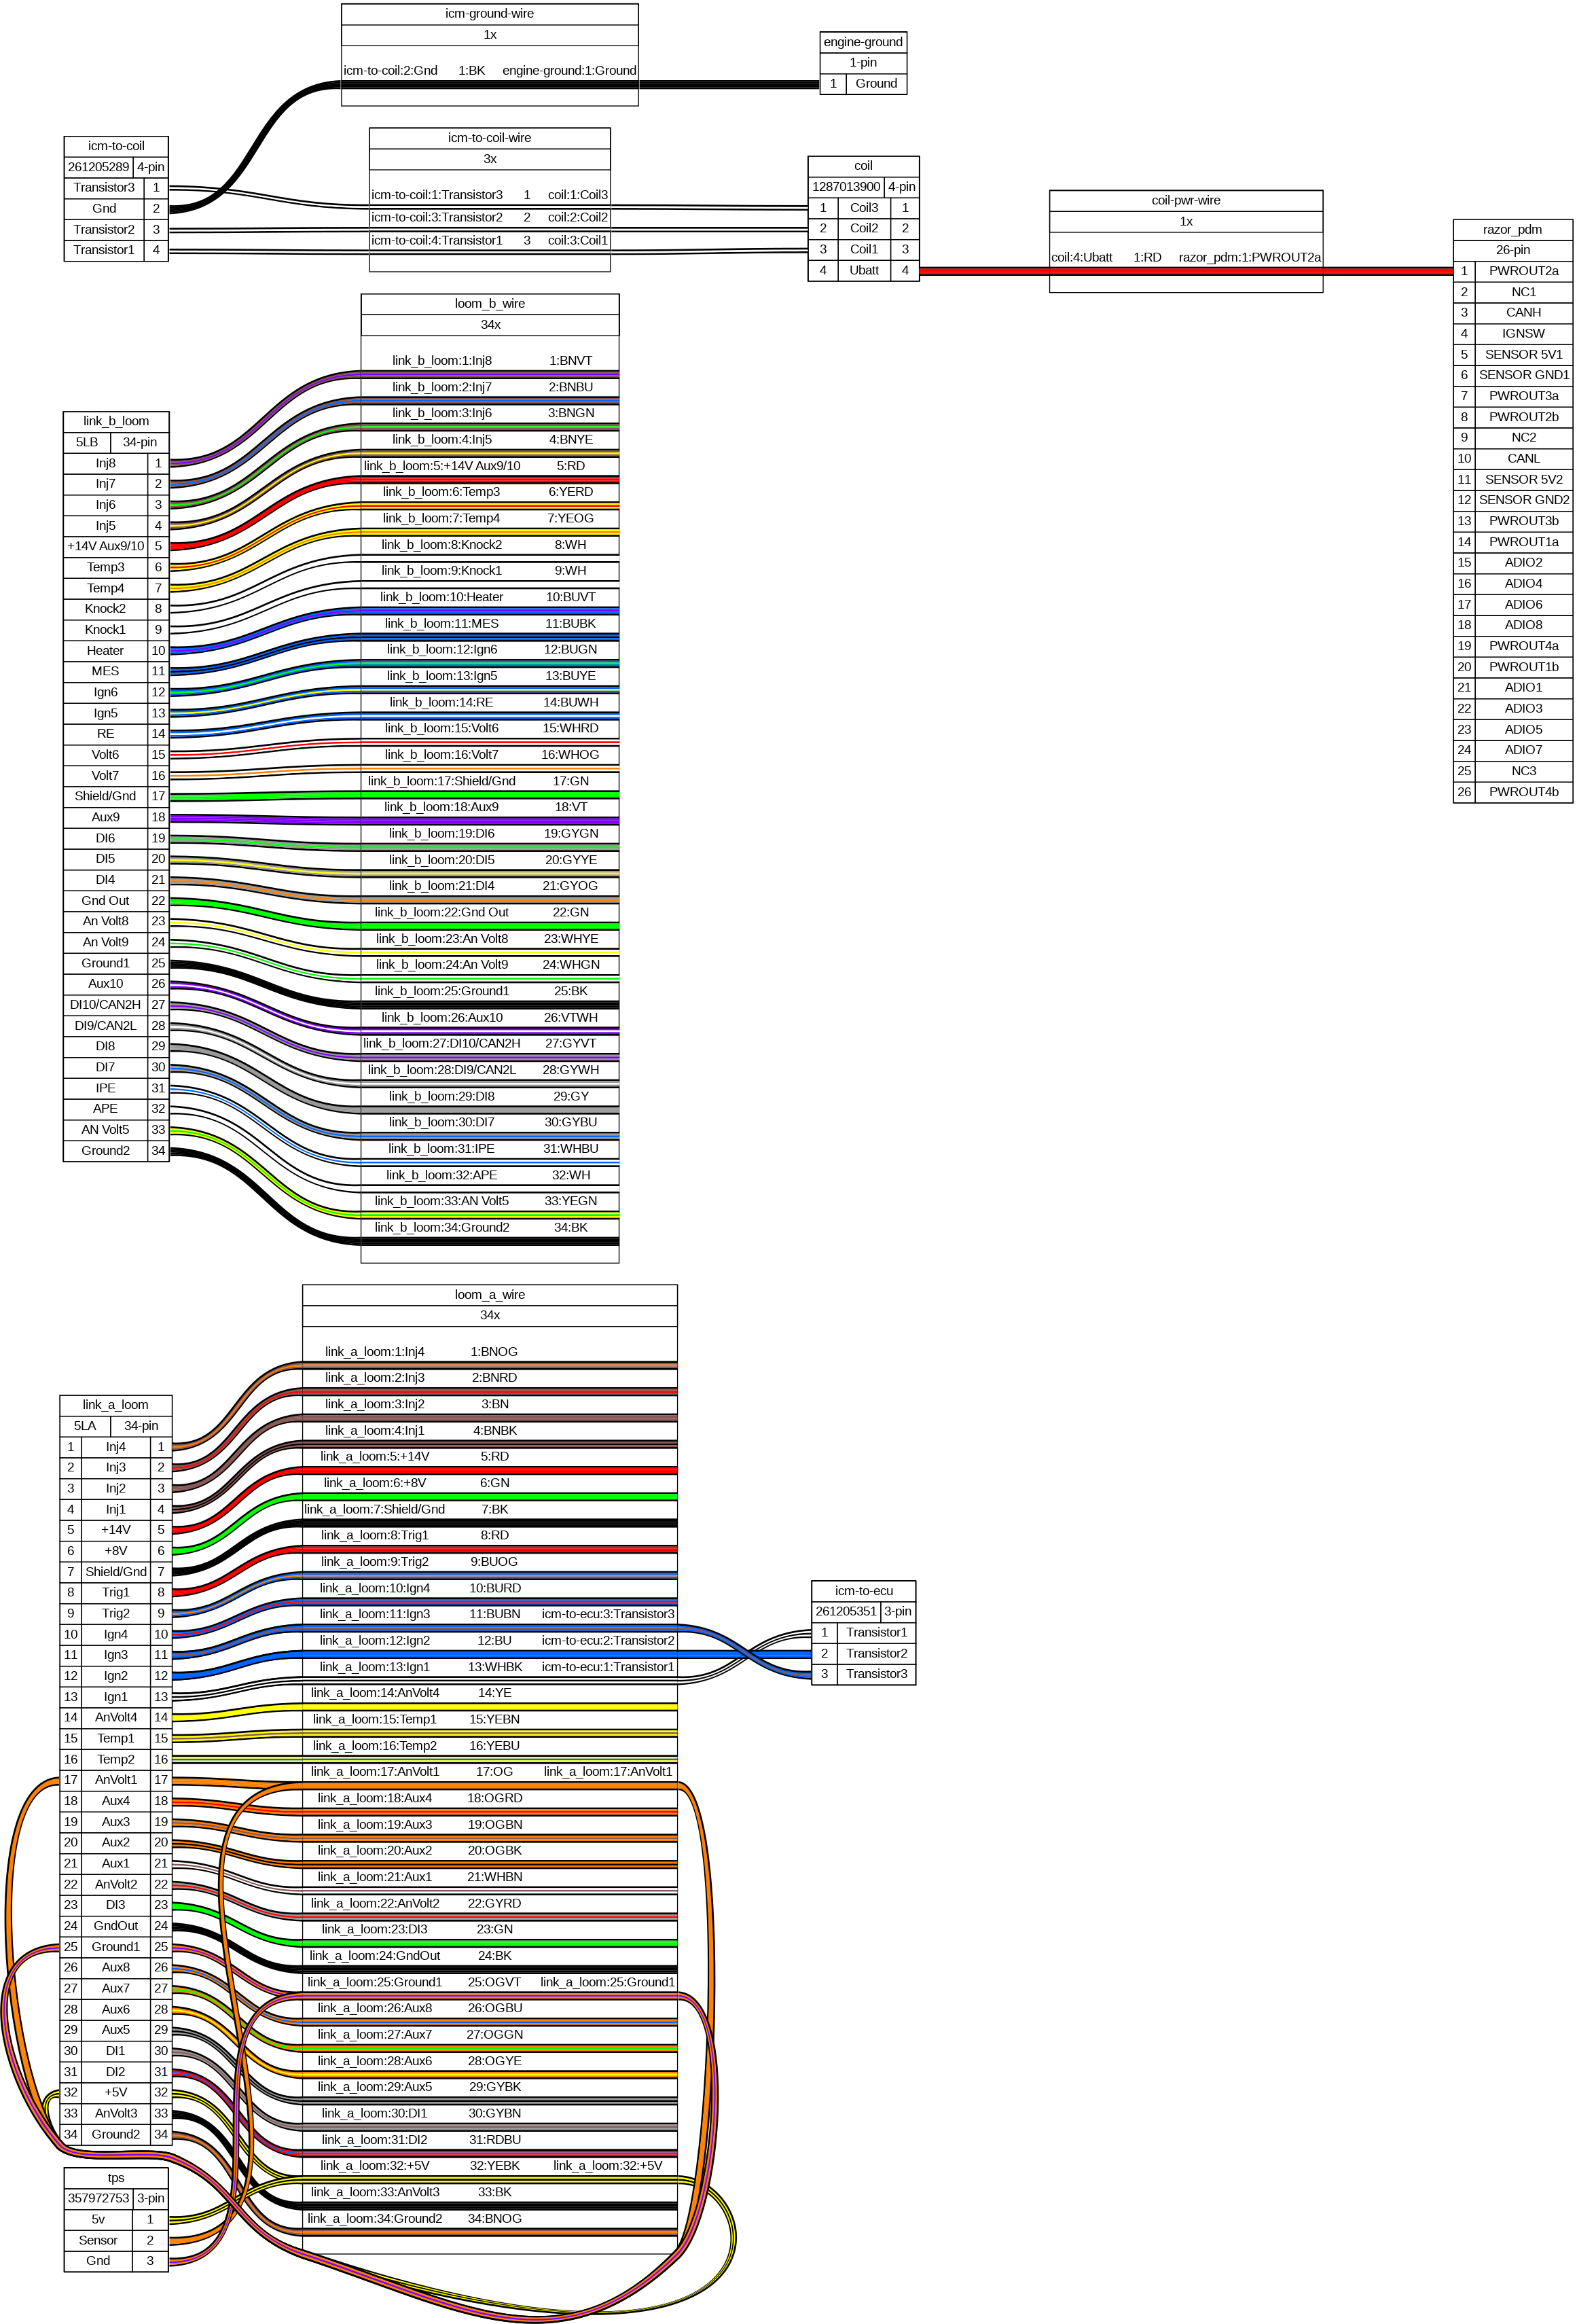 icm-ground-wire
1x
icm-to-coil:2:Gnd 1:BK engine-ground:1:Ground
engine-ground
1-pin
1 Ground
icm-to-coil
261205289 4-pin
Transistor3 1
Gnd 2
Transistor2 3
Transistor1 4
icm-to-coil-wire
3x
icm-to-coil:1:Transistor3 1 coil:1:Coil3
icm-to-coil:3:Transistor2 2 coil:2:Coil2
icm-to-coil:4:Transistor1 3 coil:3:Coil1
coil
1287013900 4-pin
1 Coil3 1
2 Coil2 2
3 Coil1 3
4 Ubatt 4
coil-pwr-wire
1x
coil:4:Ubatt 1:RD razor_pdm:1:PWROUT2a
razor_pdm
26-pin
1 PWROUT2a
2 NC1
3 CANH
4 IGNSW
5 SENSOR 5V1
6 SENSOR GND1
7 PWROUT3a
8 PWROUT2b
9 NC2
10 CANL
11 SENSOR 5V2
12 SENSOR GND2
13 PWROUT3b
14 PWROUT1a
15 ADIO2
16 ADIO4
17 ADIO6
18 ADIO8
19 PWROUT4a
20 PWROUT1b
21 ADIO1
22 ADIO3
23 ADIO5
24 ADIO7
25 NC3
26 PWROUT4b
link_b_loom
5LB 34-pin
Inj8 1
Inj7 2
Inj6 3
Inj5 4
+14V Aux9/10 5
Temp3 6
Temp4 7
Knock2 8
Knock1 9
Heater 10
MES 11
Ign6 12
Ign5 13
RE 14
Volt6 15
Volt7 16
Shield/Gnd 17
Aux9 18
DI6 19
DI5 20
DI4 21
Gnd Out 22
An Volt8 23
An Volt9 24
Ground1 25
Aux10 26
DI10/CAN2H 27
DI9/CAN2L 28
DI8 29
DI7 30
IPE 31
APE 32
AN Volt5 33
Ground2 34
loom_b_wire
34x
link_b_loom:1:Inj8 1:BNVT
link_b_loom:2:Inj7 2:BNBU
link_b_loom:3:Inj6 3:BNGN
link_b_loom:4:Inj5 4:BNYE
link_b_loom:5:+14V Aux9/10 5:RD
link_b_loom:6:Temp3 6:YERD
link_b_loom:7:Temp4 7:YEOG
link_b_loom:8:Knock2 8:WH
link_b_loom:9:Knock1 9:WH
link_b_loom:10:Heater 10:BUVT
link_b_loom:11:MES 11:BUBK
link_b_loom:12:Ign6 12:BUGN
link_b_loom:13:Ign5 13:BUYE
link_b_loom:14:RE 14:BUWH
link_b_loom:15:Volt6 15:WHRD
link_b_loom:16:Volt7 16:WHOG
link_b_loom:17:Shield/Gnd 17:GN
link_b_loom:18:Aux9 18:VT
link_b_loom:19:DI6 19:GYGN
link_b_loom:20:DI5 20:GYYE
link_b_loom:21:DI4 21:GYOG
link_b_loom:22:Gnd Out 22:GN
link_b_loom:23:An Volt8 23:WHYE
link_b_loom:24:An Volt9 24:WHGN
link_b_loom:25:Ground1 25:BK
link_b_loom:26:Aux10 26:VTWH
link_b_loom:27:DI10/CAN2H 27:GYVT
link_b_loom:28:DI9/CAN2L 28:GYWH
link_b_loom:29:DI8 29:GY
link_b_loom:30:DI7 30:GYBU
link_b_loom:31:IPE 31:WHBU
link_b_loom:32:APE 32:WH
link_b_loom:33:AN Volt5 33:YEGN
link_b_loom:34:Ground2 34:BK
link_a_loom
5LA 34-pin
1 Inj4 1
2 Inj3 2
3 Inj2 3
4 Inj1 4
5 +14V 5
6 +8V 6
7 Shield/Gnd 7
8 Trig1 8
9 Trig2 9
10 Ign4 10
11 Ign3 11
12 Ign2 12
13 Ign1 13
14 AnVolt4 14
15 Temp1 15
16 Temp2 16
17 AnVolt1 17
18 Aux4 18
19 Aux3 19
20 Aux2 20
21 Aux1 21
22 AnVolt2 22
23 DI3 23
24 GndOut 24
25 Ground1 25
26 Aux8 26
27 Aux7 27
28 Aux6 28
29 Aux5 29
30 DI1 30
31 DI2 31
32 +5V 32
33 AnVolt3 33
34 Ground2 34
loom_a_wire
34x
link_a_loom:1:Inj4 1:BNOG
link_a_loom:2:Inj3 2:BNRD
link_a_loom:3:Inj2 3:BN
link_a_loom:4:Inj1 4:BNBK
link_a_loom:5:+14V 5:RD
link_a_loom:6:+8V 6:GN
link_a_loom:7:Shield/Gnd 7:BK
link_a_loom:8:Trig1 8:RD
link_a_loom:9:Trig2 9:BUOG
link_a_loom:10:Ign4 10:BURD
link_a_loom:11:Ign3 11:BUBN icm-to-ecu:3:Transistor3
link_a_loom:12:Ign2 12:BU icm-to-ecu:2:Transistor2
link_a_loom:13:Ign1 13:WHBK icm-to-ecu:1:Transistor1
link_a_loom:14:AnVolt4 14:YE
link_a_loom:15:Temp1 15:YEBN
link_a_loom:16:Temp2 16:YEBU
link_a_loom:17:AnVolt1 17:OG link_a_loom:17:AnVolt1
link_a_loom:18:Aux4 18:OGRD
link_a_loom:19:Aux3 19:OGBN
link_a_loom:20:Aux2 20:OGBK
link_a_loom:21:Aux1 21:WHBN
link_a_loom:22:AnVolt2 22:GYRD
link_a_loom:23:DI3 23:GN
link_a_loom:24:GndOut 24:BK
link_a_loom:25:Ground1 25:OGVT link_a_loom:25:Ground1
link_a_loom:26:Aux8 26:OGBU
link_a_loom:27:Aux7 27:OGGN
link_a_loom:28:Aux6 28:OGYE
link_a_loom:29:Aux5 29:GYBK
link_a_loom:30:DI1 30:GYBN
link_a_loom:31:DI2 31:RDBU
link_a_loom:32:+5V 32:YEBK link_a_loom:32:+5V
link_a_loom:33:AnVolt3 33:BK
link_a_loom:34:Ground2 34:BNOG
icm-to-ecu
261205351 3-pin
1 Transistor1
2 Transistor2
3 Transistor3
tps
357972753 3-pin
5v 1
Sensor 2
Gnd 3